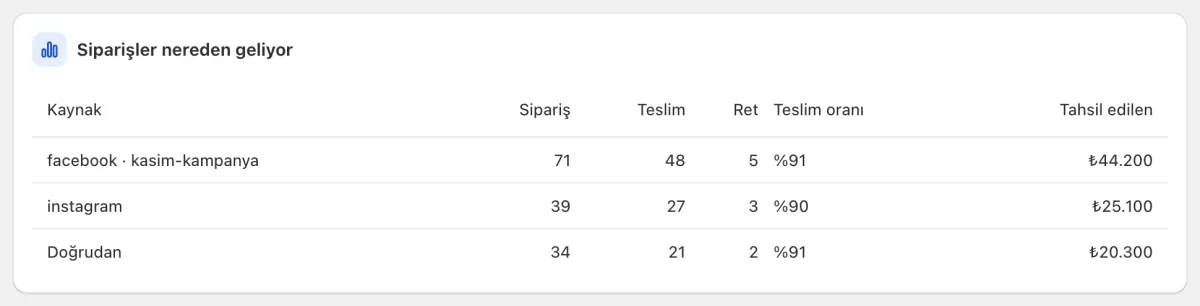 Siparişler nereden geliyor
Kaynak Sipariş Teslim Ret Teslim oranı Tahsil edilen
facebook · kasim-kampanya 71 48 5 %91 ₺44.200
instagram 39 27 3 %90 ₺25.100
Doğrudan 34 21 2 %91 ₺20.300